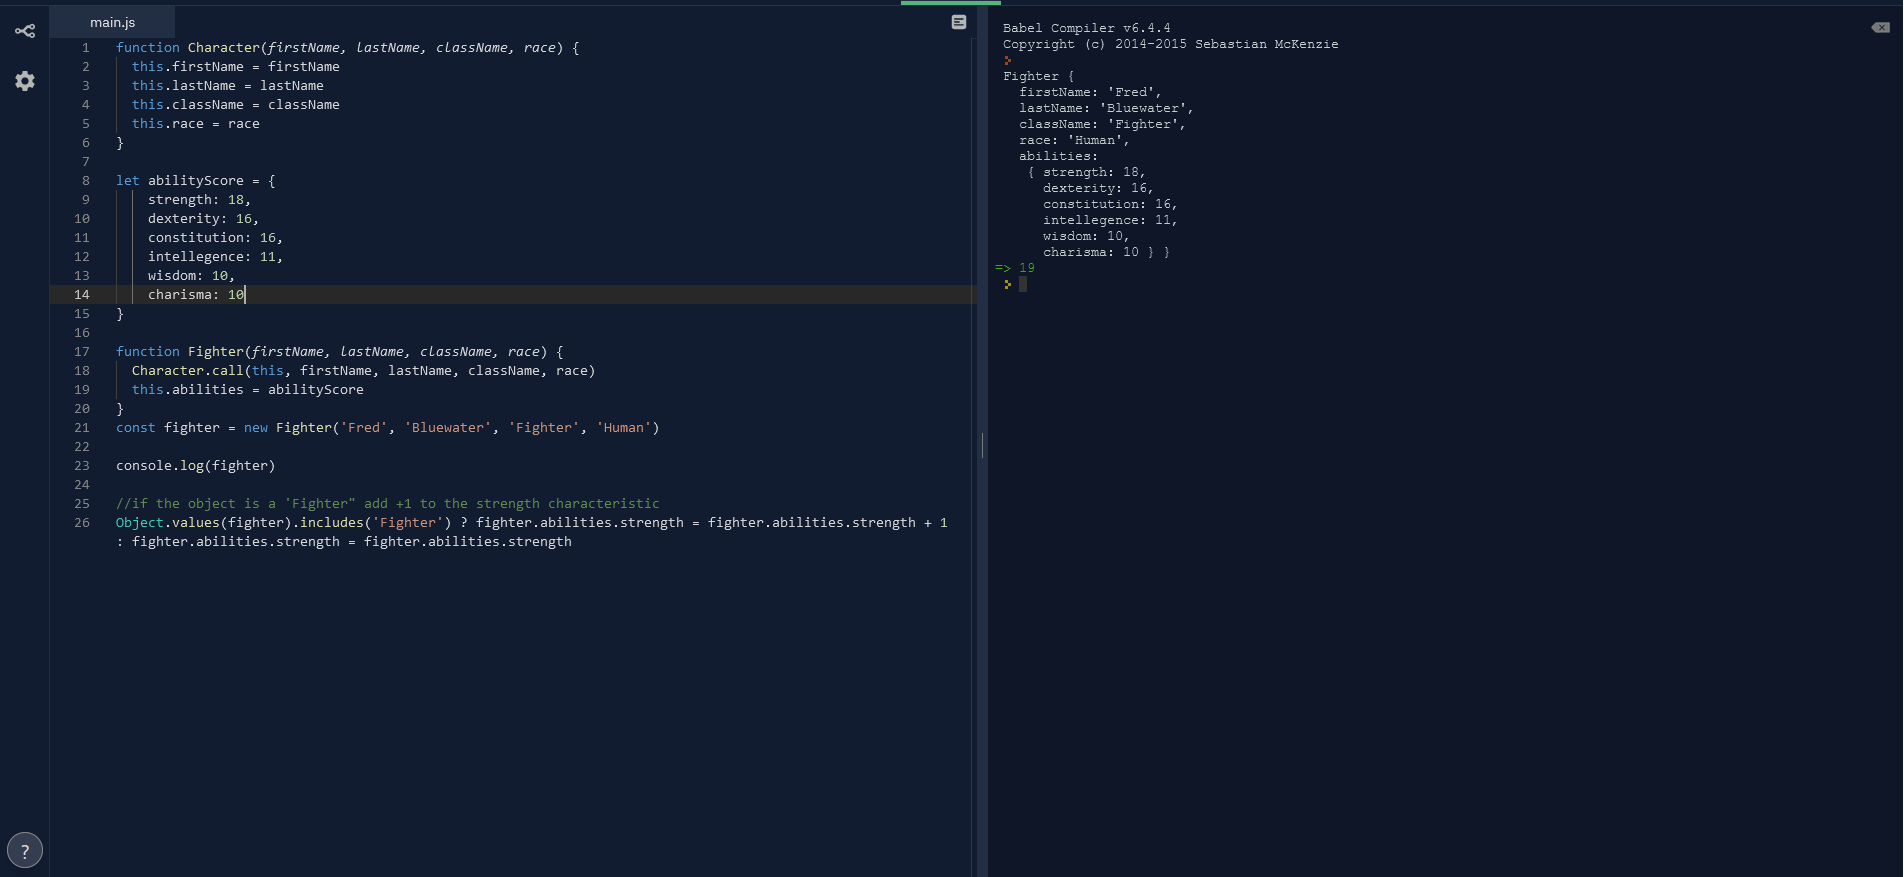 main.js
1 function Character(firstName, lastName, className, race) {
2 this.firstName = firstName
3 this.lastName = lastName
4 this.className = className
5 this.race = race
6 }
7
8 let abilityScore = {
9 strength: 18,
10 dexterity: 16,
11 constitution: 16,
12 intellegence: 11,
13 wisdom: 10,
14 charisma: 10
15 }
16
17 function Fighter(firstName, lastName, className, race) {
18 Character.call(this, firstName, lastName, className, race)
19 this.abilities = abilityScore
20 }
21 const fighter = new Fighter('Fred', 'Bluewater', 'Fighter', 'Human')
22
23 console.log(fighter)
24
25 //if the object is a 'Fighter" add +1 to the strength characteristic
26 Object.values(fighter).includes('Fighter') ? fighter.abilities.strength = fighter.abilities.strength + 1
: fighter.abilities.strength = fighter.abilities.strength
?
Babel Compiler v6.4.4
Copyright (c) 2014-2015 Sebastian McKenzie
Fighter {
firstName: 'Fred',
lastName: 'Bluewater',
className: 'Fighter',
race: 'Human',
abilities:
{ strength: 18,
dexterity: 16,
constitution: 16,
intellegence: 11,
wisdom: 10,
charisma: 10 } }
=> 19